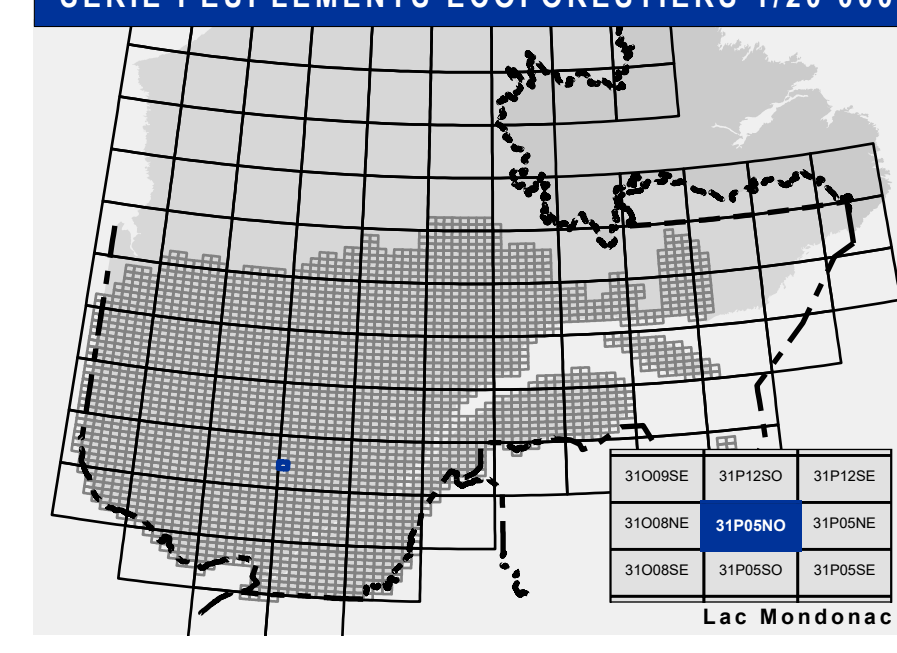 SÉRIE PEUPLEMENTS ÉCOFORESTIERS 1/20 000
31O09SE 31P12SO 31P12SE
31O08NE 31P05NO 31P05NE
31O08SE 31P05SO 31P05SE
Lac Mondonac